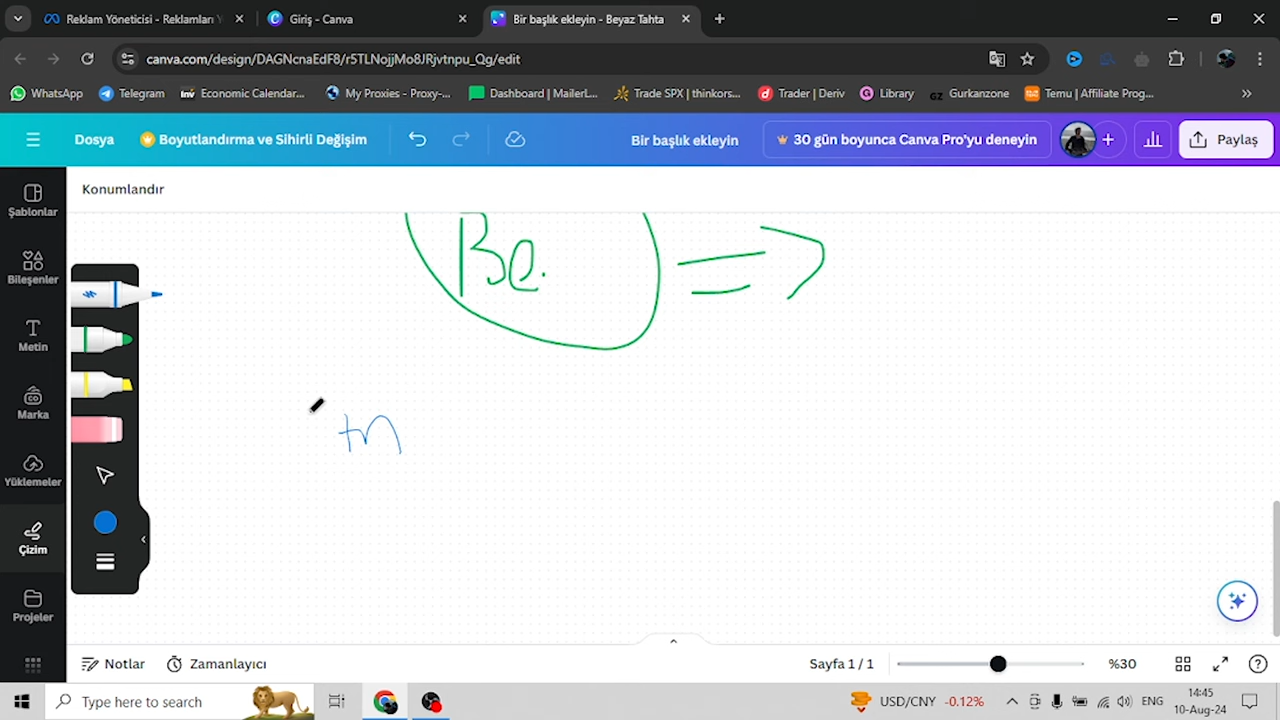 Reklam Yöneticisi - Reklamları Y
Giriş - Canva
Bir başlık ekleyin - Beyaz Tahta
canva.com/design/DAGNcnaEdF8/r5TLNojjMo8JRjvtnpu_Qg/edit
WhatsApp
Telegram
Economic Calendar...
My Proxies - Proxy-...
Dashboard | MailerL...
Trade SPX | thinkors...
Trader | Deriv
Library
GZ Gurkanzone
Temu | Affiliate Prog...
Dosya
Boyutlandırma ve Sihirli Değişim
Bir başlık ekleyin
30 gün boyunca Canva Pro'yu deneyin
Paylaş
Şablonlar
Bileşenler
Metin
Marka
Yüklemeler
Çizim
Projeler
Konumlandır
Be.
Notlar
Zamanlayıcı
Sayfa 1 / 1
%30
Type here to search
USD/CNY -0.12%
ENG
14:45
10-Aug-24